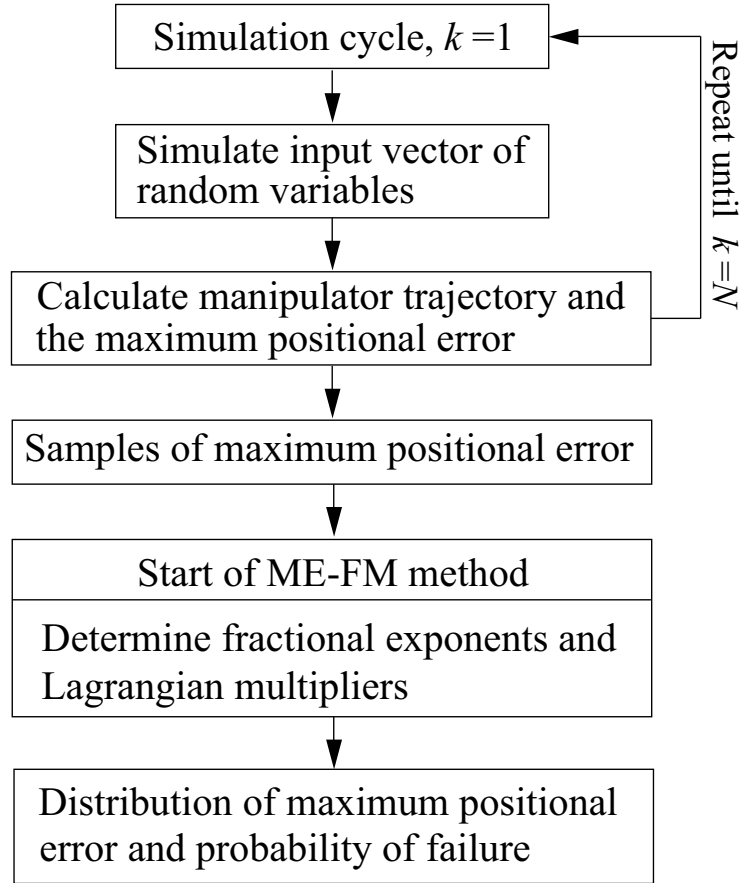 Simulation cycle, k =1
Simulate input vector of
random variables
Calculate manipulator trajectory and
the maximum positional error
Repeat until k =N
Samples of maximum positional error
Start of ME-FM method
Determine fractional exponents and
Lagrangian multipliers
Distribution of maximum positional
error and probability of failure